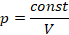 p = const / V